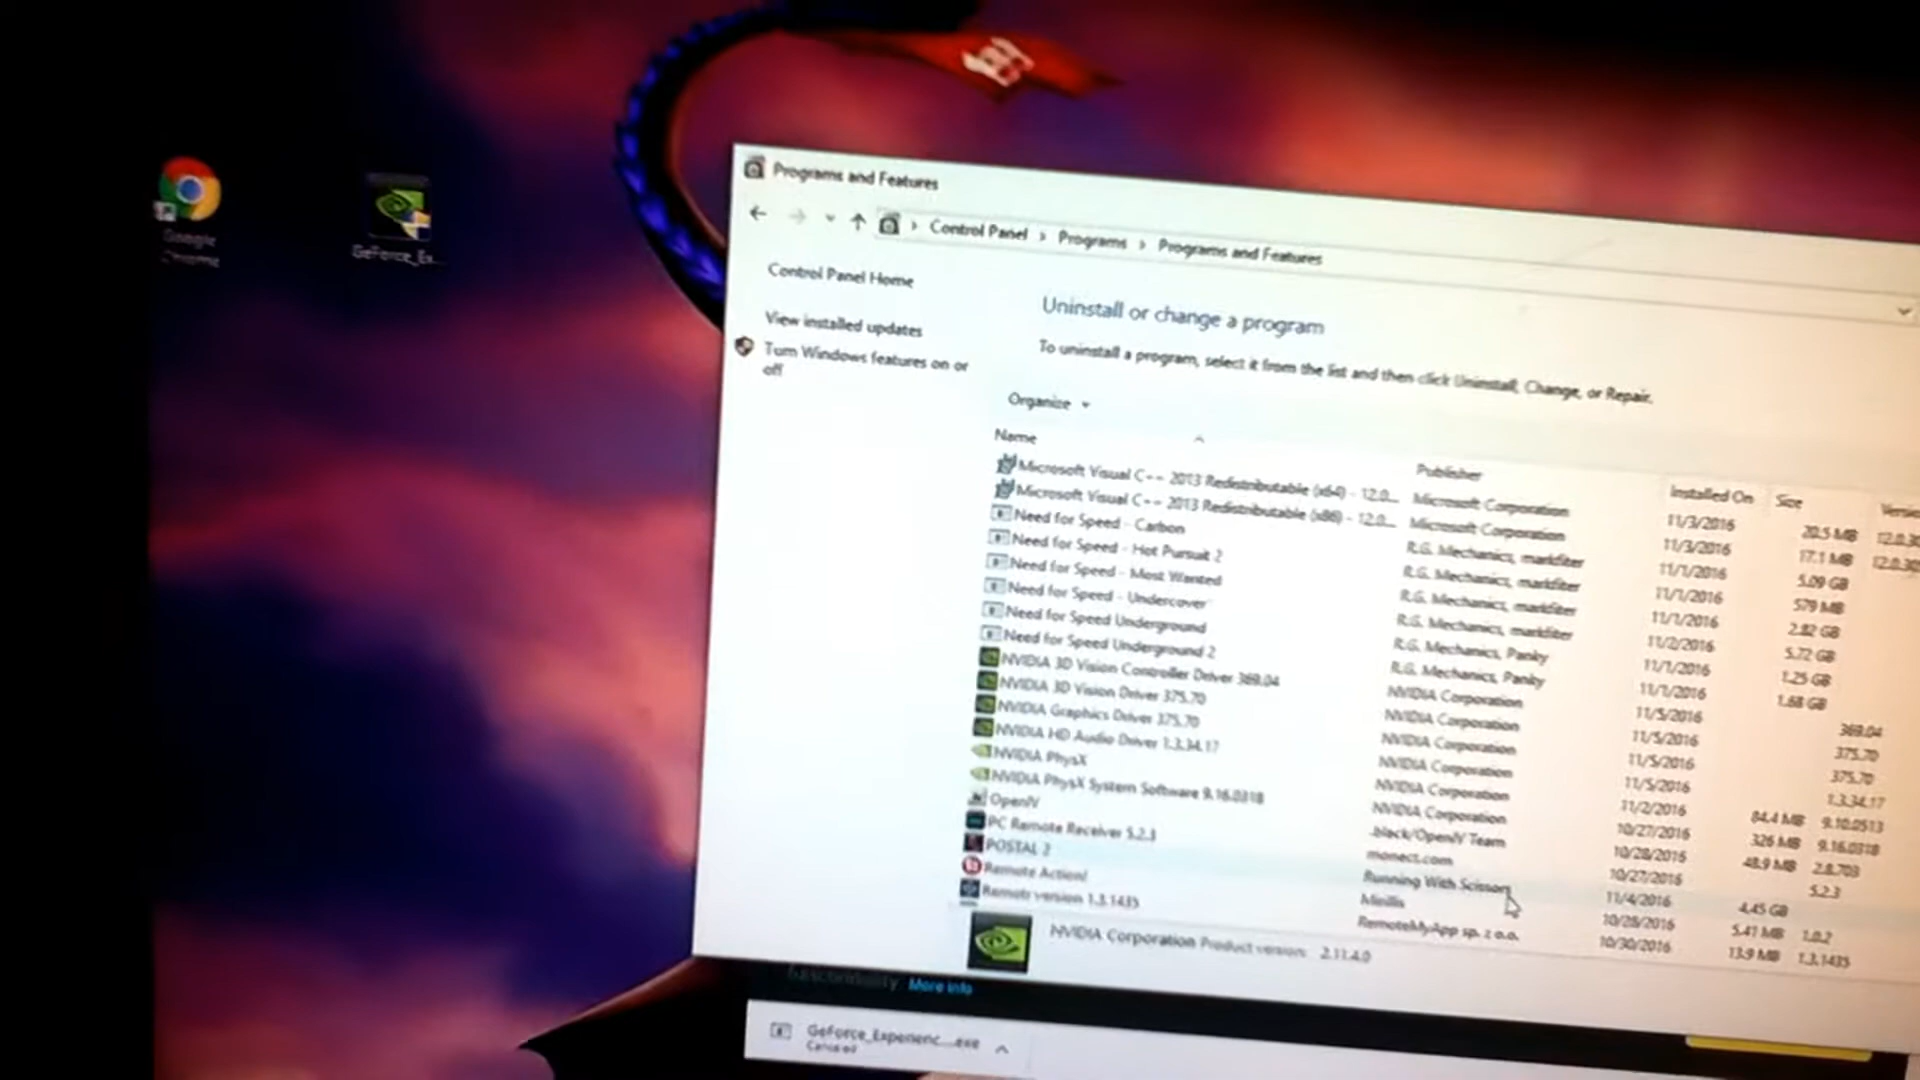 Google
Chrome
GeForce_Ex...
Programs and Features
Control Panel › Programs › Programs and Features
Control Panel Home
View installed updates
Turn Windows features on or
off
Uninstall or change a program
To uninstall a program, select it from the list and then click Uninstall, Change, or Repair.
Organize
Name Publisher Installed On Size Versio
Microsoft Visual C++ 2013 Redistributable (x64) - 12.0... Microsoft Corporation 11/3/2016 20.5 MB 12.0.30
Microsoft Visual C++ 2013 Redistributable (x86) - 12.0... Microsoft Corporation 11/3/2016 17.1 MB 12.0.30
Need for Speed - Carbon R.G. Mechanics, markfiter 11/1/2016 5.09 GB
Need for Speed - Hot Pursuit 2 R.G. Mechanics, markfiter 11/1/2016 579 MB
Need for Speed - Most Wanted R.G. Mechanics, markfiter 11/1/2016 2.82 GB
Need for Speed - Undercover R.G. Mechanics, markfiter 11/2/2016 5.72 GB
Need for Speed Underground R.G. Mechanics, Panky 11/1/2016 1.25 GB
Need for Speed Underground 2 R.G. Mechanics, Panky 11/1/2016 1.68 GB
NVIDIA 3D Vision Controller Driver 369.04 NVIDIA Corporation 11/5/2016 369.04
NVIDIA 3D Vision Driver 375.70 NVIDIA Corporation 11/5/2016 375.70
NVIDIA Graphics Driver 375.70 NVIDIA Corporation 11/5/2016 375.70
NVIDIA HD Audio Driver 1.3.34.17 NVIDIA Corporation 11/5/2016 1.3.34.17
NVIDIA PhysX NVIDIA Corporation 11/2/2016 84.4 MB 9.10.0513
NVIDIA PhysX System Software 9.16.0318 NVIDIA Corporation 10/27/2016 326 MB 9.16.0318
OpenIV .black/OpenIV Team 10/28/2016 48.9 MB 2.8.703
PC Remote Receiver 5.2.3 monect.com 10/27/2016 5.2.3
POSTAL 2 Running With Scissors 11/4/2016 4.45 GB
Remote Action! Mirillis 10/28/2016 5.41 MB 1.0.2
Remotr version 1.3.1435 RemoteMyApp sp. z o.o. 10/30/2016 13.9 MB 1.3.1435
NVIDIA Corporation Product version: 2.11.4.0
functionality More info
GeForce_Experienc....exe
Canceled